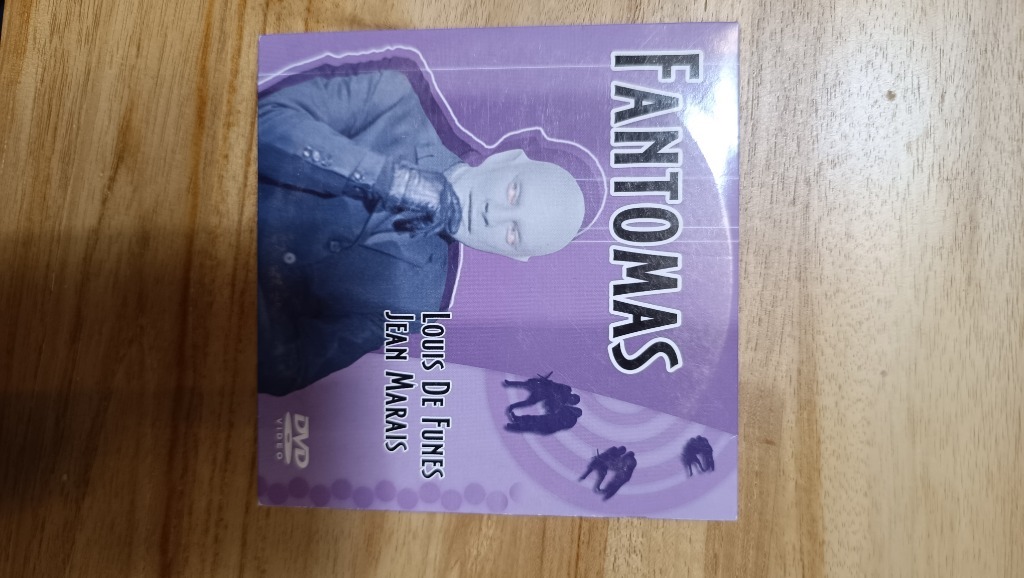 FANTOMAS
LOUIS DE FUNES
JEAN MARAIS
DVD
VIDEO